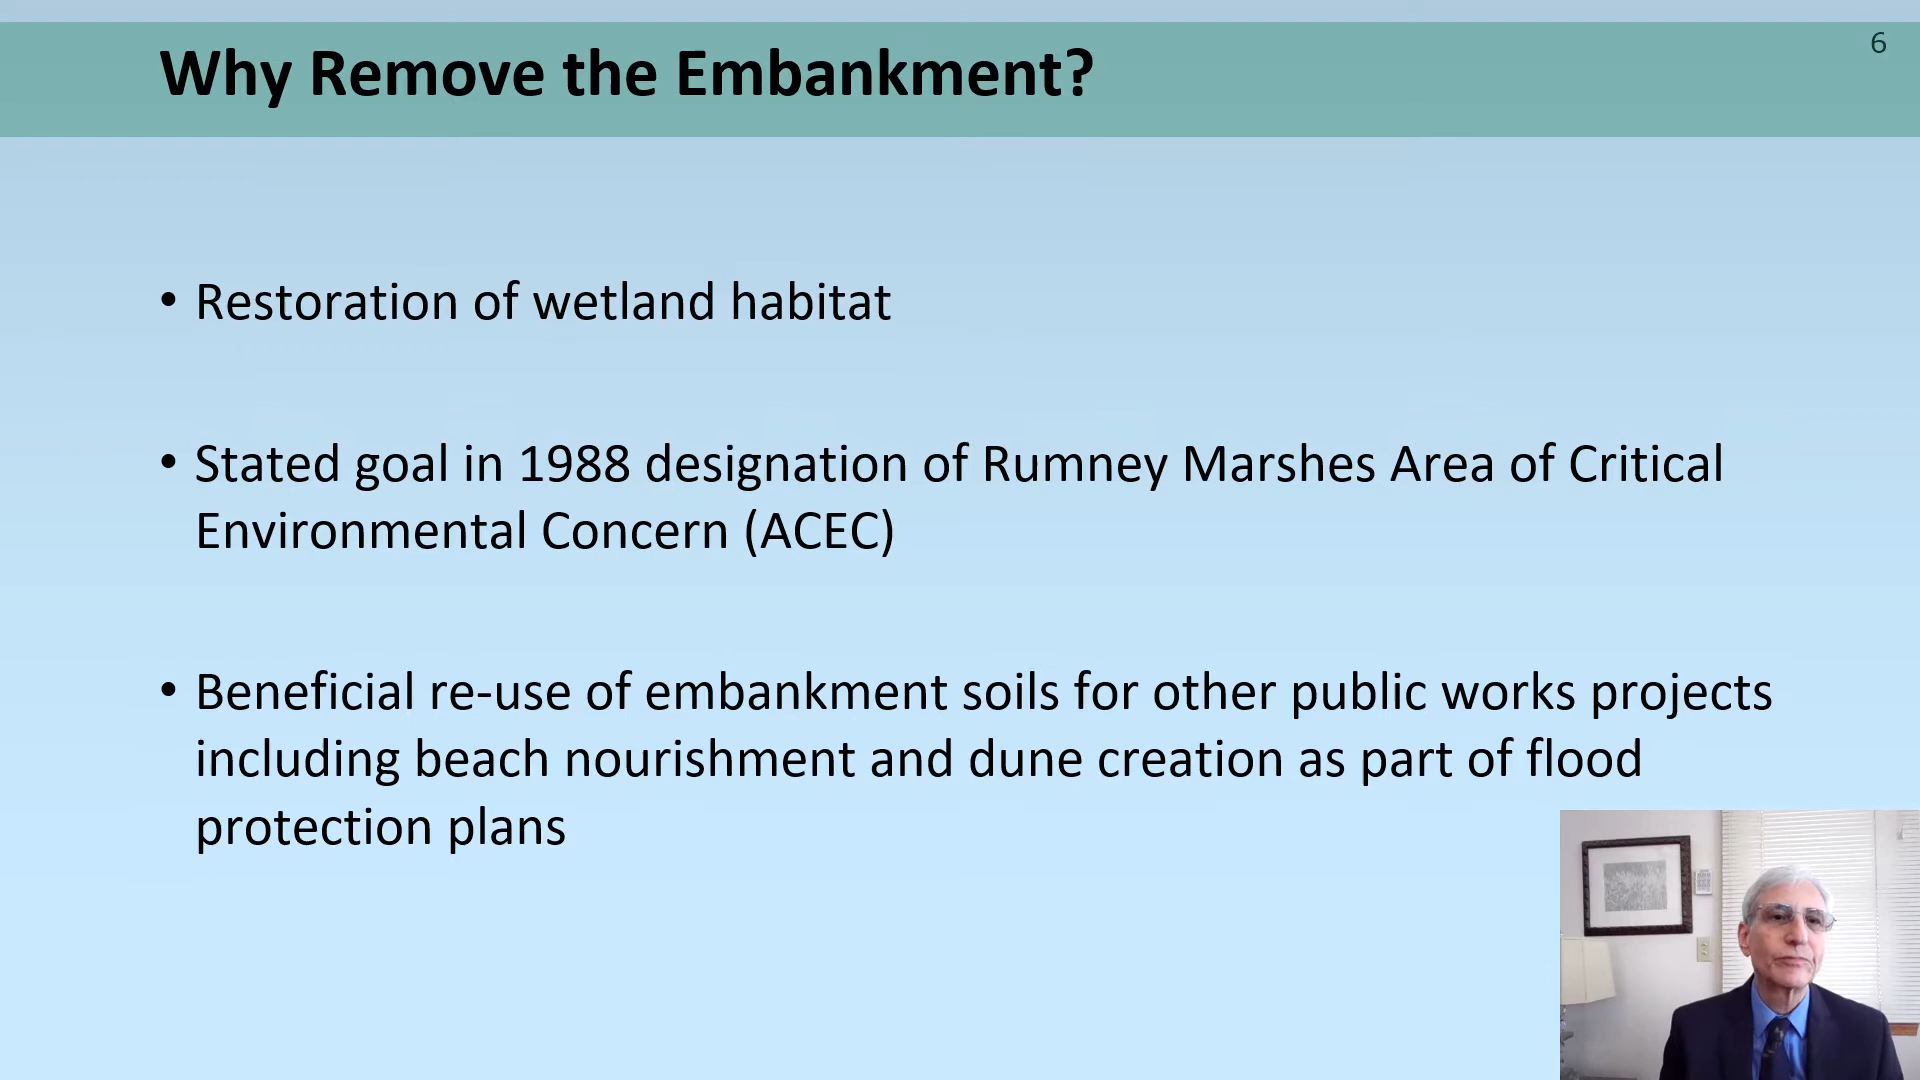 Why Remove the Embankment?
6
• Restoration of wetland habitat
• Stated goal in 1988 designation of Rumney Marshes Area of Critical
Environmental Concern (ACEC)
• Beneficial re-use of embankment soils for other public works projects
including beach nourishment and dune creation as part of flood
protection plans